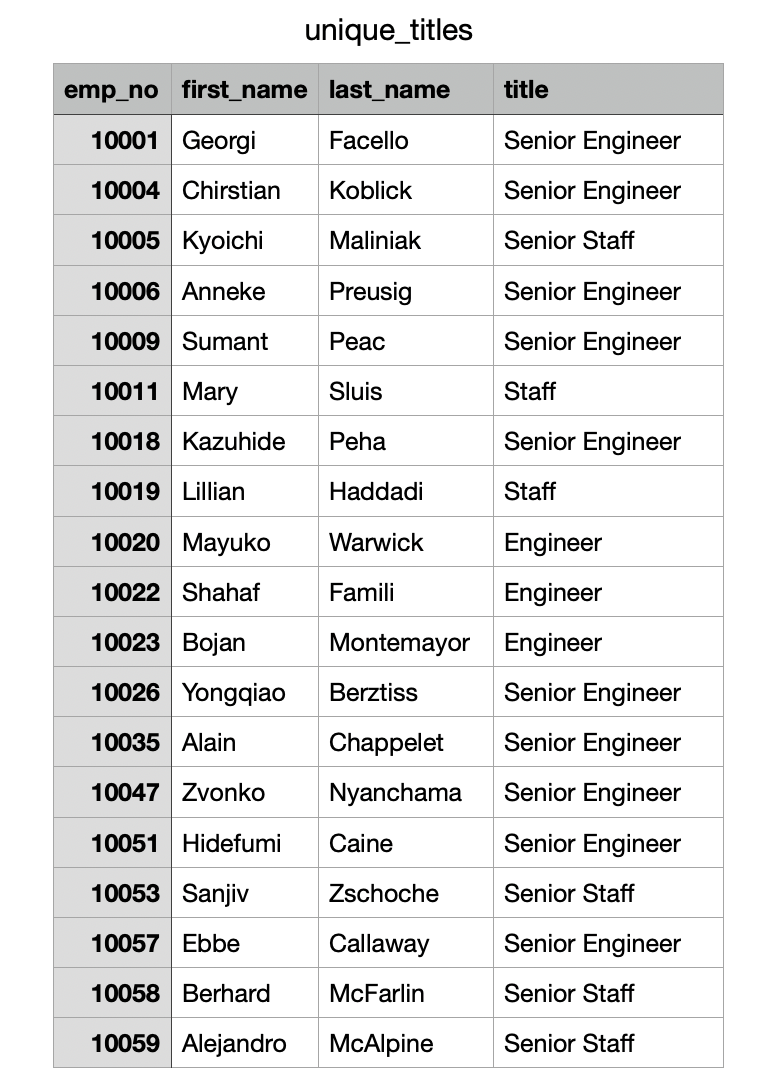 unique_titles
emp_no first_name last_name title
10001 Georgi Facello Senior Engineer
10004 Chirstian Koblick Senior Engineer
10005 Kyoichi Maliniak Senior Staff
10006 Anneke Preusig Senior Engineer
10009 Sumant Peac Senior Engineer
10011 Mary Sluis Staff
10018 Kazuhide Peha Senior Engineer
10019 Lillian Haddadi Staff
10020 Mayuko Warwick Engineer
10022 Shahaf Famili Engineer
10023 Bojan Montemayor Engineer
10026 Yongqiao Berztiss Senior Engineer
10035 Alain Chappelet Senior Engineer
10047 Zvonko Nyanchama Senior Engineer
10051 Hidefumi Caine Senior Engineer
10053 Sanjiv Zschoche Senior Staff
10057 Ebbe Callaway Senior Engineer
10058 Berhard McFarlin Senior Staff
10059 Alejandro McAlpine Senior Staff